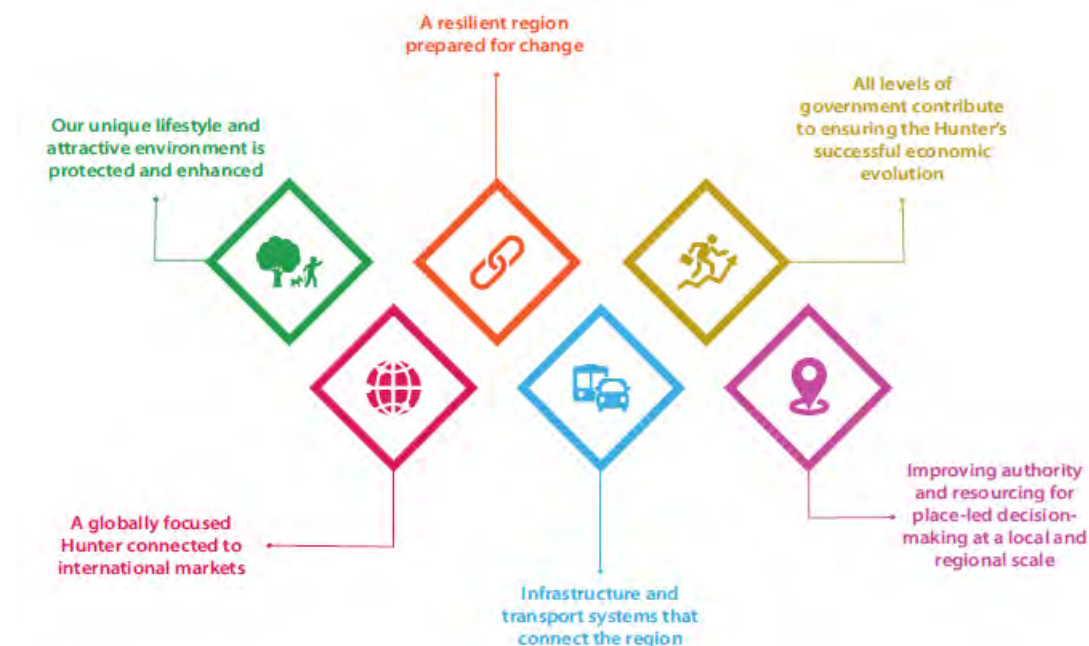 A resilient region
prepared for change
Our unique lifestyle and
attractive environment is
protected and enhanced
All levels of
government contribute
to ensuring the Hunter's
successful economic
evolution
A globally focused
Hunter connected to
international markets
Infrastructure and
transport systems that
connect the region
Improving authority
and resourcing for
place-led decision-
making at a local and
regional scale